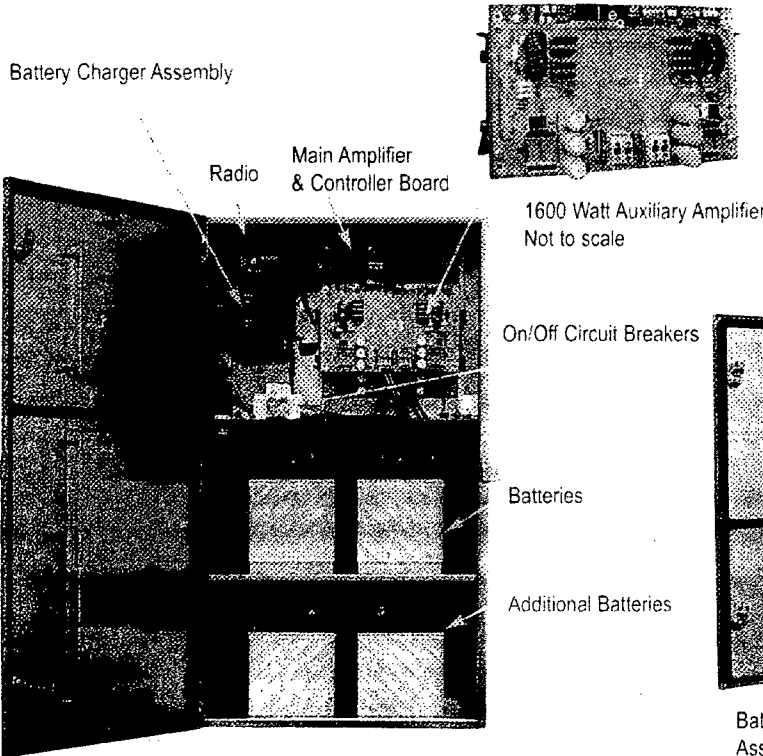 Battery Charger Assembly
Radio
Main Amplifier
& Controller Board
1600 Watt Auxiliary Amplifier
Not to scale
On/Off Circuit Breakers
Batteries
Additional Batteries